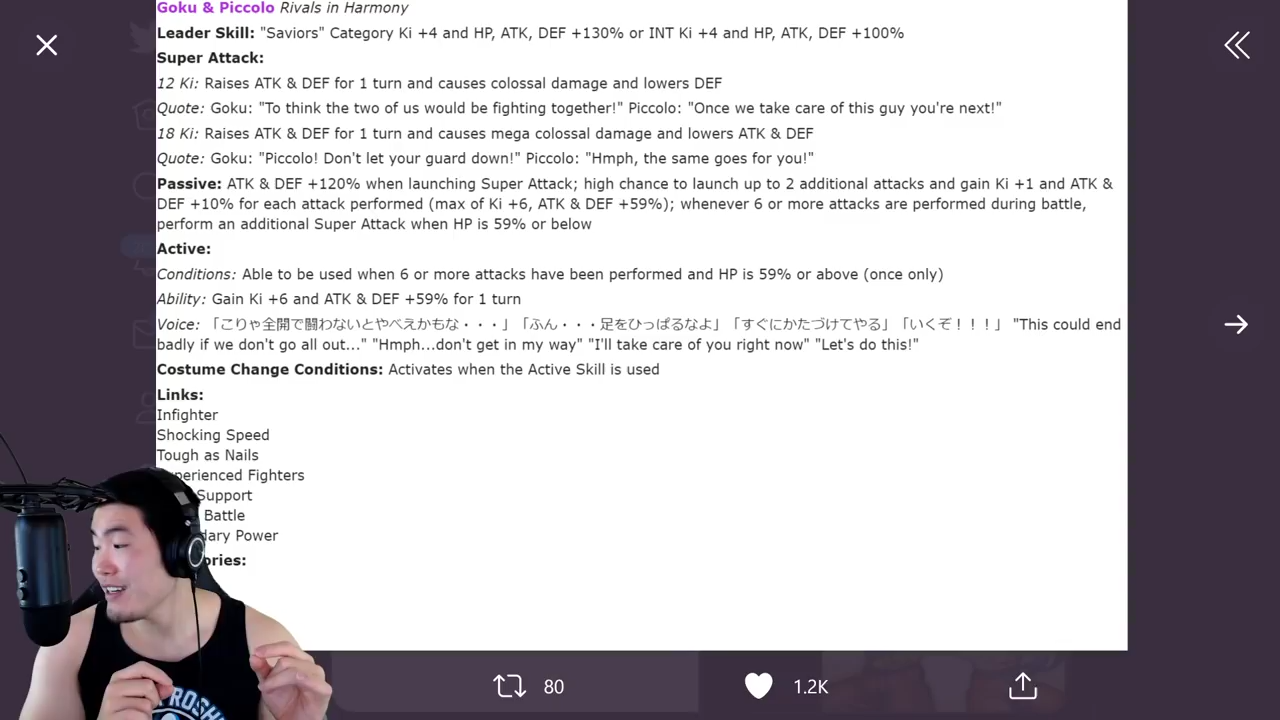 Goku & Piccolo Rivals in Harmony
Leader Skill: "Saviors" Category Ki +4 and HP, ATK, DEF +130% or INT Ki +4 and HP, ATK, DEF +100%
Super Attack:
12 Ki: Raises ATK & DEF for 1 turn and causes colossal damage and lowers DEF
Quote: Goku: "To think the two of us would be fighting together!" Piccolo: "Once we take care of this guy you're next!"
18 Ki: Raises ATK & DEF for 1 turn and causes mega colossal damage and lowers ATK & DEF
Quote: Goku: "Piccolo! Don't let your guard down!" Piccolo: "Hmph, the same goes for you!"
Passive: ATK & DEF +120% when launching Super Attack; high chance to launch up to 2 additional attacks and gain Ki +1 and ATK &
DEF +10% for each attack performed (max of Ki +6, ATK & DEF +59%); whenever 6 or more attacks are performed during battle,
perform an additional Super Attack when HP is 59% or below
Active:
Conditions: Able to be used when 6 or more attacks have been performed and HP is 59% or above (once only)
Ability: Gain Ki +6 and ATK & DEF +59% for 1 turn
Voice: 「こりゃ全開で闘わないとやべえかもな・・・」「ふん・・・足をひっぱるなよ」「すぐにかたづけてやる」「いくぞ！！！」 "This could end
badly if we don't go all out..." "Hmph...don't get in my way" "I'll take care of you right now" "Let's do this!"
Costume Change Conditions: Activates when the Active Skill is used
Links:
Infighter
Shocking Speed
Tough as Nails
perienced Fighters
Support
Battle
dary Power
ories:
80
1.2K